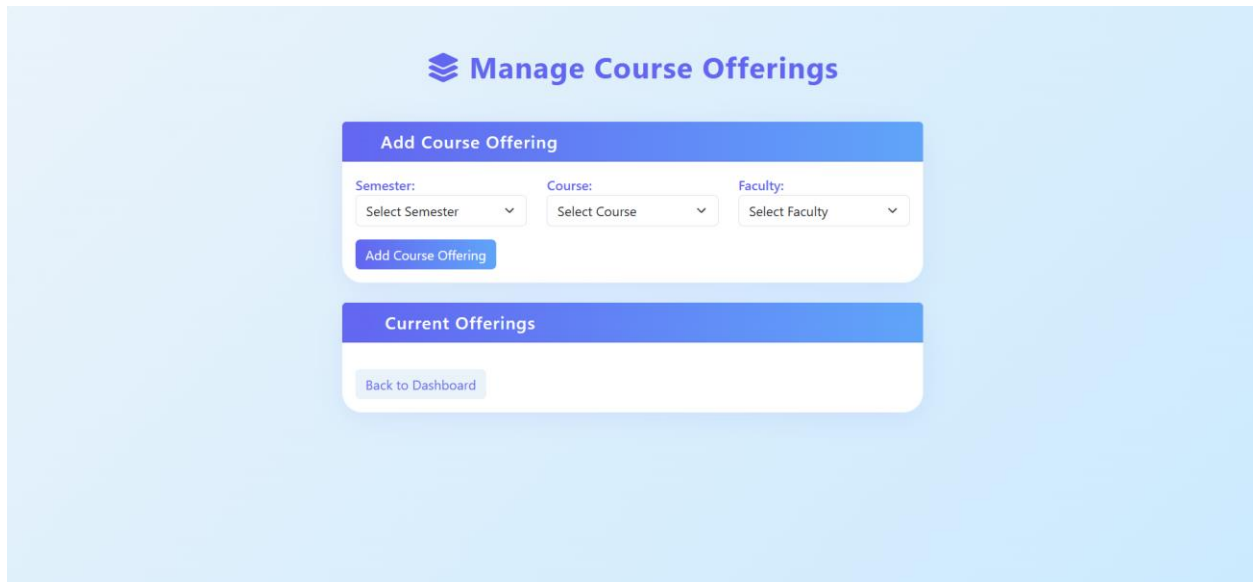 Manage Course Offerings
Add Course Offering
Semester:
Course:
Faculty:
Select Semester
Select Course
Select Faculty
Add Course Offering
Current Offerings
Back to Dashboard